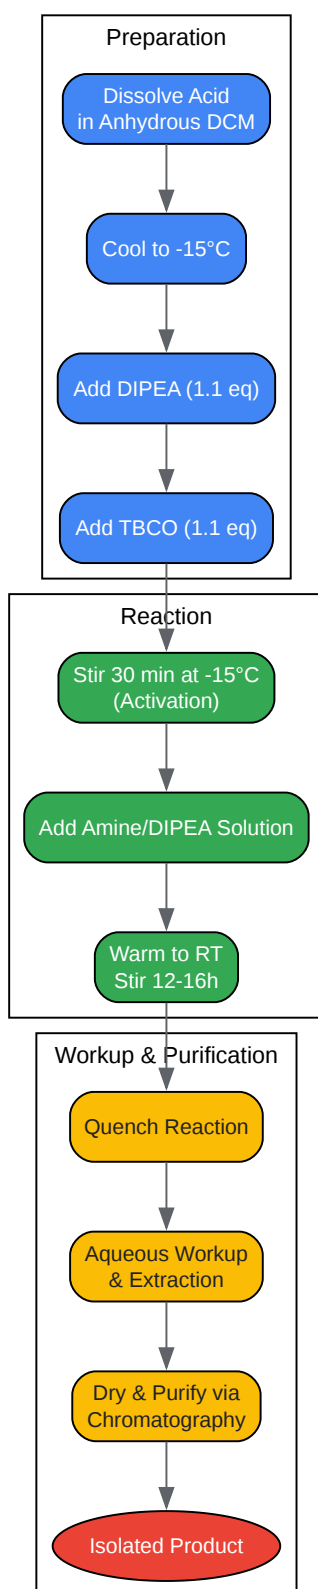 Preparation
Dissolve Acid
in Anhydrous DCM
Cool to -15°C
Add DIPEA (1.1 eq)
Add TBCO (1.1 eq)
Reaction
Stir 30 min at -15°C
(Activation)
Add Amine/DIPEA Solution
Warm to RT
Stir 12-16h
Workup & Purification
Quench Reaction
Aqueous Workup
& Extraction
Dry & Purify via
Chromatography
Isolated Product